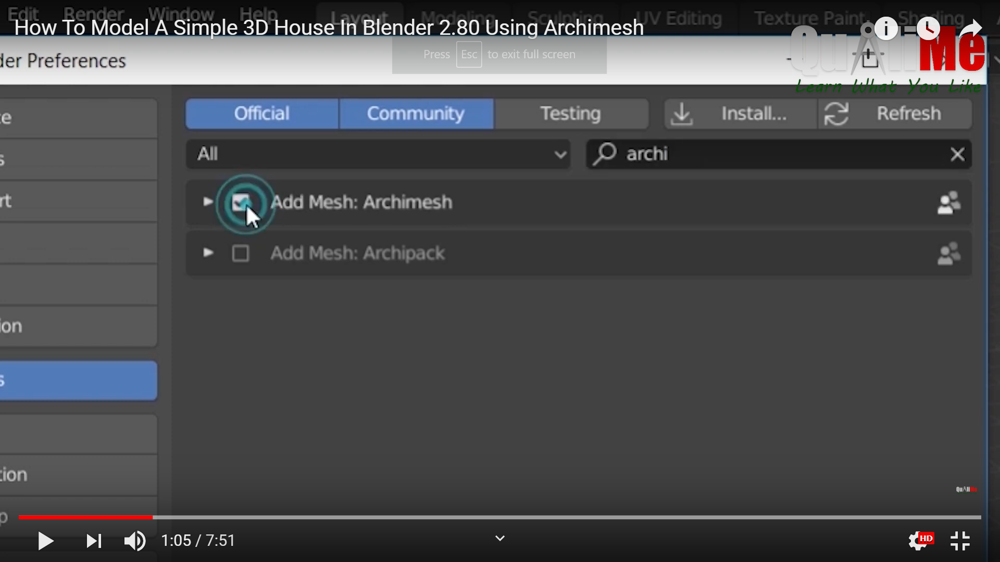 Edit Render Window Help Layout Modeling Sculpting UV Editing Texture Paint Shading
How To Model A Simple 3D House In Blender 2.80 Using Archimesh
QuAliMe
Learn What You Like
der Preferences
Press Esc to exit full screen
Official Community Testing Install... Refresh
All archi
Add Mesh: Archimesh
Add Mesh: Archipack
rt
ion
s
tion
QuAliMe
p
1:05 / 7:51
HD